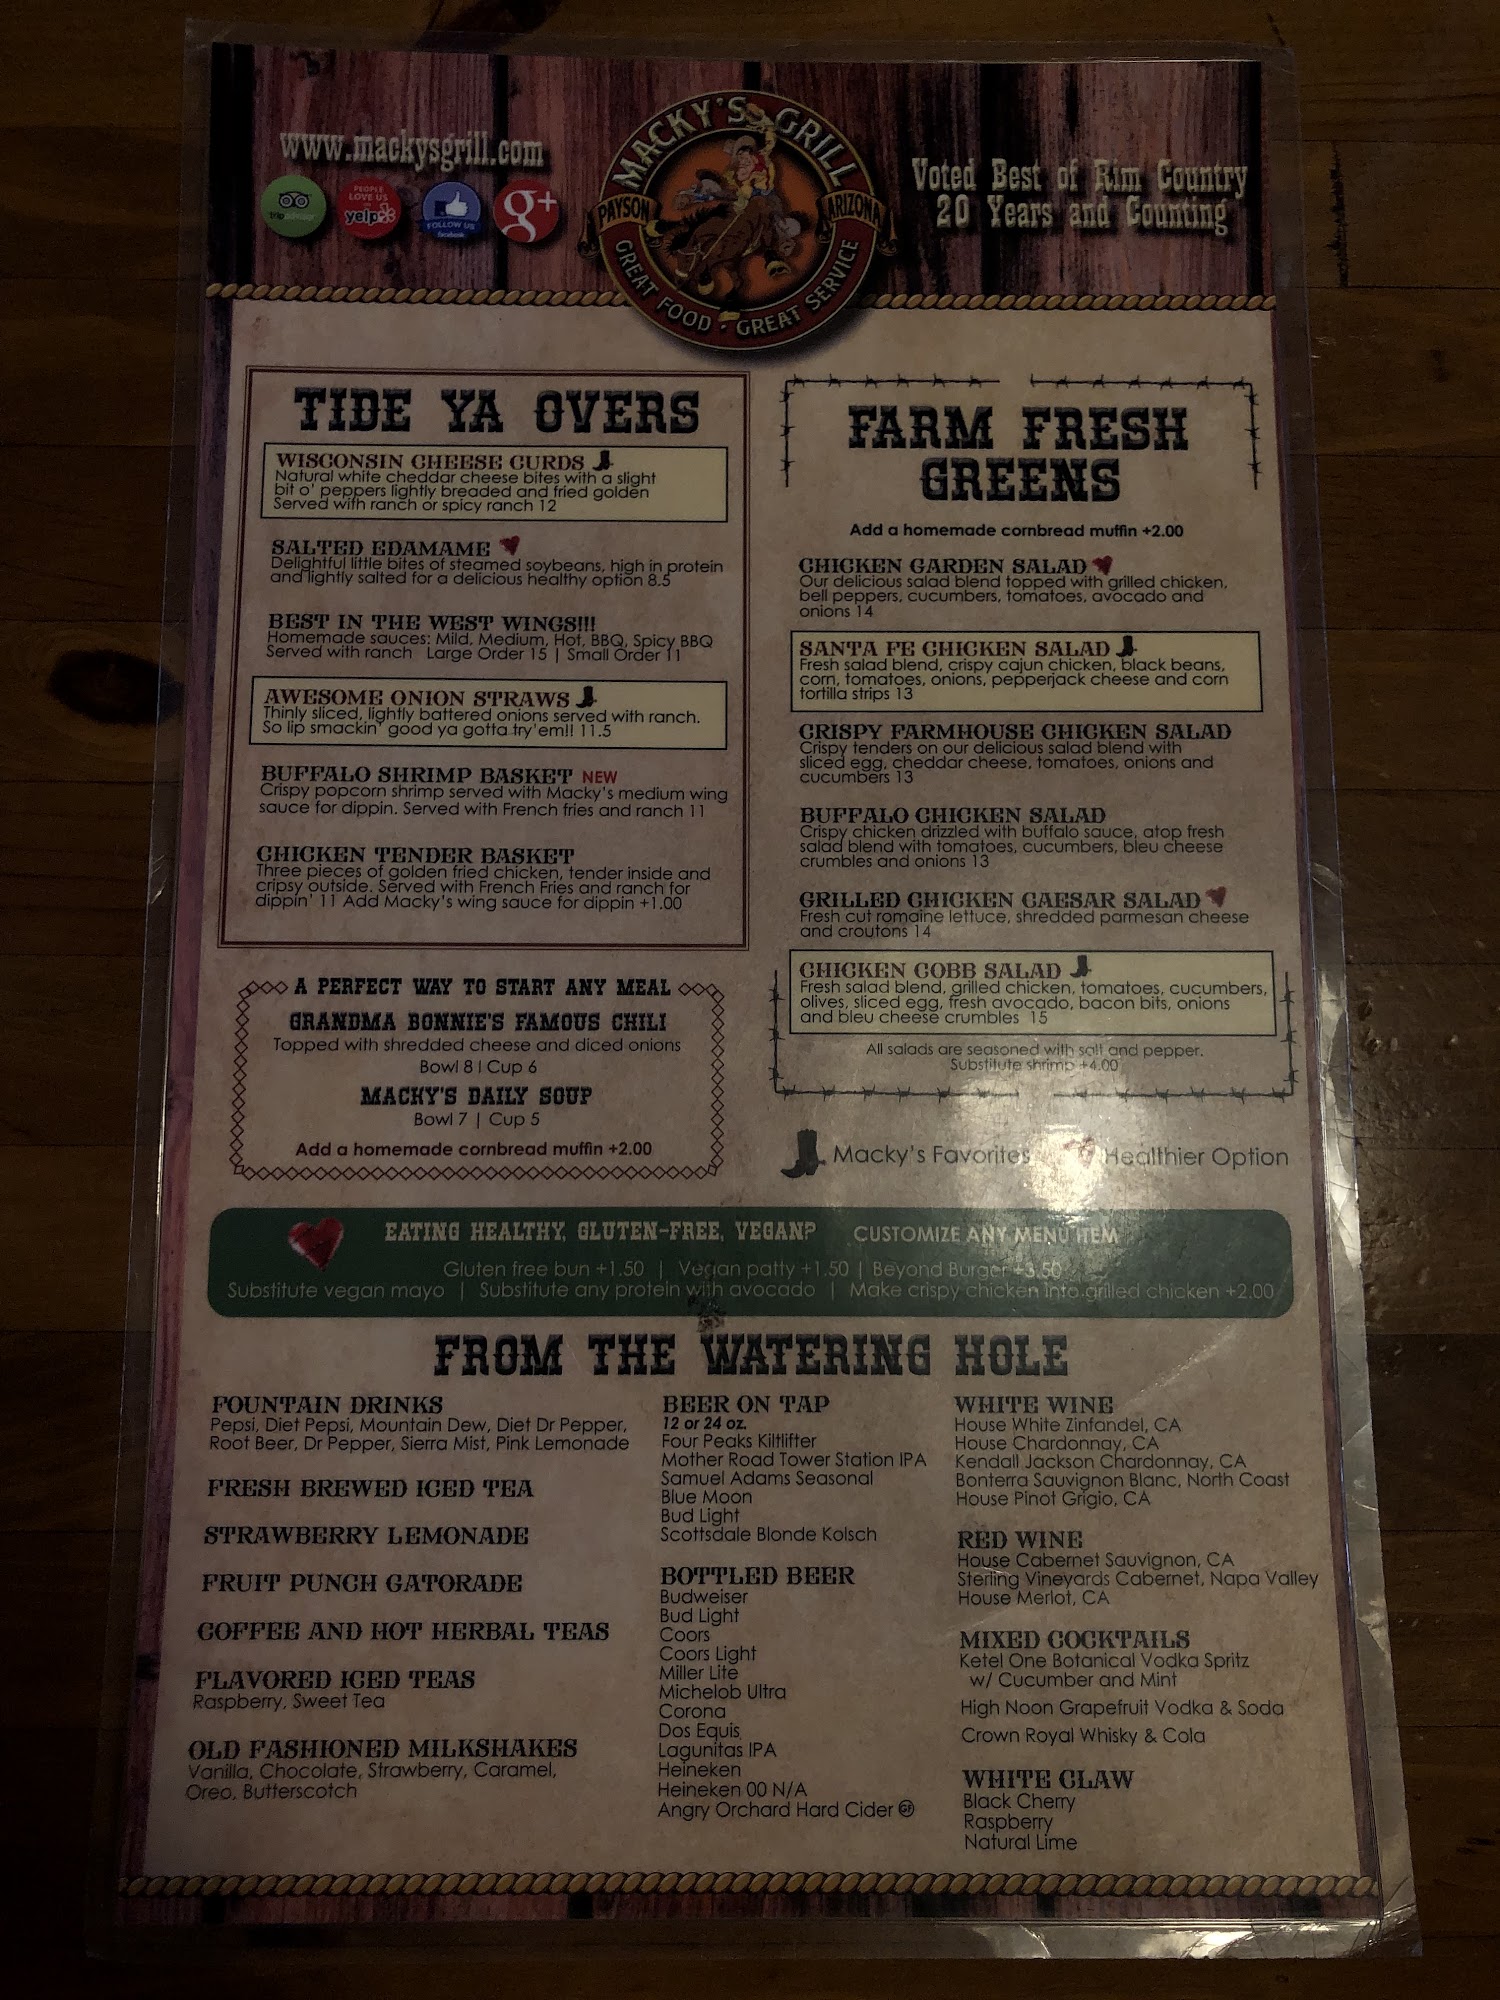 www.mackysgrill.com
tripadvisor
PEOPLE
LOVE US
yelp
FOLLOW US
facebook
g+
MACKY'S GRILL
PAYSON
ARIZONA
GREAT FOOD · GREAT SERVICE
Voted Best of Rim Country
20 Years and Counting
TIDE YA OVERS
WISCONSIN CHEESE CURDS
Natural white cheddar cheese bites with a slight
bit o' peppers lightly breaded and fried golden
Served with ranch or spicy ranch 12
SALTED EDAMAME
Delightful little bites of steamed soybeans, high in protein
and lightly salted for a delicious healthy option 8.5
BEST IN THE WEST WINGS!!!
Homemade sauces: Mild, Medium, Hot, BBQ, Spicy BBQ
Served with ranch Large Order 15 | Small Order 11
AWESOME ONION STRAWS
Thinly sliced, lightly battered onions served with ranch.
So lip smackin' good ya gotta try'em!! 11.5
BUFFALO SHRIMP BASKET NEW
Crispy popcorn shrimp served with Macky's medium wing
sauce for dippin. Served with French fries and ranch 11
CHICKEN TENDER BASKET
Three pieces of golden fried chicken, tender inside and
cripsy outside. Served with French Fries and ranch for
dippin' 11 Add Macky's wing sauce for dippin +1.00
A PERFECT WAY TO START ANY MEAL
GRANDMA BONNIE'S FAMOUS CHILI
Topped with shredded cheese and diced onions
Bowl 8 | Cup 6
MACKY'S DAILY SOUP
Bowl 7 | Cup 5
Add a homemade cornbread muffin +2.00
FARM FRESH
GREENS
Add a homemade cornbread muffin +2.00
CHICKEN GARDEN SALAD
Our delicious salad blend topped with grilled chicken,
bell peppers, cucumbers, tomatoes, avocado and
onions 14
SANTA FE CHICKEN SALAD
Fresh salad blend, crispy cajun chicken, black beans,
corn, tomatoes, onions, pepperjack cheese and corn
tortilla strips 13
CRISPY FARMHOUSE CHICKEN SALAD
Crispy tenders on our delicious salad blend with
sliced egg, cheddar cheese, tomatoes, onions and
cucumbers 13
BUFFALO CHICKEN SALAD
Crispy chicken drizzled with buffalo sauce, atop fresh
salad blend with tomatoes, cucumbers, bleu cheese
crumbles and onions 13
GRILLED CHICKEN CAESAR SALAD
Fresh cut romaine lettuce, shredded parmesan cheese
and croutons 14
CHICKEN COBB SALAD
Fresh salad blend, grilled chicken, tomatoes, cucumbers,
olives, sliced egg, fresh avocado, bacon bits, onions
and bleu cheese crumbles 15
All salads are seasoned with salt and pepper.
Substitute shrimp +4.00
Macky's Favorites Healthier Option
EATING HEALTHY, GLUTEN-FREE, VEGAN? CUSTOMIZE ANY MENU ITEM
Gluten free bun +1.50 | Vegan patty +1.50 | Beyond Burger +3.50
Substitute vegan mayo | Substitute any protein with avocado | Make crispy chicken into grilled chicken +2.00
FROM THE WATERING HOLE
FOUNTAIN DRINKS
Pepsi, Diet Pepsi, Mountain Dew, Diet Dr Pepper,
Root Beer, Dr Pepper, Sierra Mist, Pink Lemonade
FRESH BREWED ICED TEA
STRAWBERRY LEMONADE
FRUIT PUNCH GATORADE
COFFEE AND HOT HERBAL TEAS
FLAVORED ICED TEAS
Raspberry, Sweet Tea
OLD FASHIONED MILKSHAKES
Vanilla, Chocolate, Strawberry, Caramel,
Oreo, Butterscotch
BEER ON TAP
12 or 24 oz.
Four Peaks Kiltlifter
Mother Road Tower Station IPA
Samuel Adams Seasonal
Blue Moon
Bud Light
Scottsdale Blonde Kolsch
BOTTLED BEER
Budweiser
Bud Light
Coors
Coors Light
Miller Lite
Michelob Ultra
Corona
Dos Equis
Lagunitas IPA
Heineken
Heineken 00 N/A
Angry Orchard Hard Cider GF
WHITE WINE
House White Zinfandel, CA
House Chardonnay, CA
Kendall Jackson Chardonnay, CA
Bonterra Sauvignon Blanc, North Coast
House Pinot Grigio, CA
RED WINE
House Cabernet Sauvignon, CA
Sterling Vineyards Cabernet, Napa Valley
House Merlot, CA
MIXED COCKTAILS
Ketel One Botanical Vodka Spritz
w/ Cucumber and Mint
High Noon Grapefruit Vodka & Soda
Crown Royal Whisky & Cola
WHITE CLAW
Black Cherry
Raspberry
Natural Lime